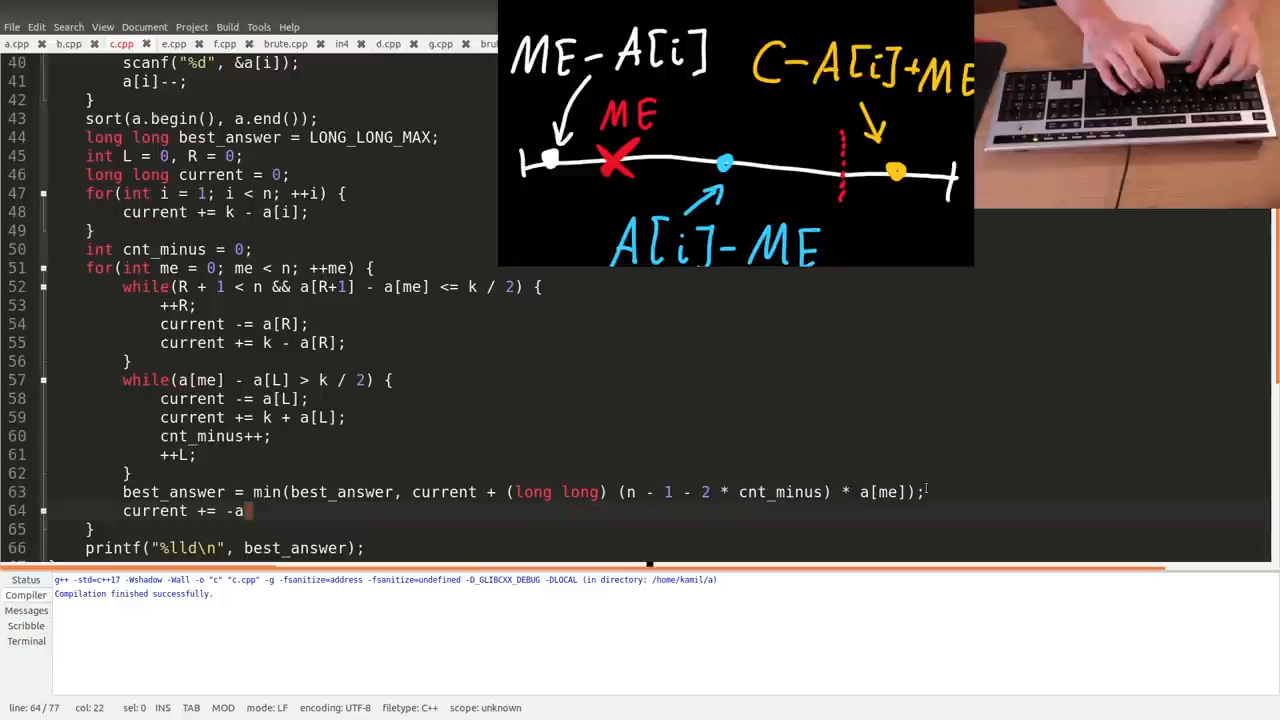 File Edit Search View Document Project Build Tools Help
a.cpp b.cpp c.cpp e.cpp f.cpp brute.cpp in4 d.cpp g.cpp
40 scanf("%d", &a[i]);
41 a[i]--;
42 }
43 sort(a.begin(), a.end());
44 long long best_answer = LONG_LONG_MAX;
45 int L = 0, R = 0;
46 long long current = 0;
47 for(int i = 1; i < n; ++i) {
48 current += k - a[i];
49 }
50 int cnt_minus = 0;
51 for(int me = 0; me < n; ++me) {
52 while(R + 1 < n && a[R+1] - a[me] <= k / 2) {
53 ++R;
54 current -= a[R];
55 current += k - a[R];
56 }
57 while(a[me] - a[L] > k / 2) {
58 current -= a[L];
59 current += k + a[L];
60 cnt_minus++;
61 ++L;
62 }
63 best_answer = min(best_answer, current + (long long) (n - 1 - 2 * cnt_minus) * a[me]);
64 current += -a
65 }
66 printf("%lld\n", best_answer);
ME-A[i]
C-A[i]+ME
ME
A[i]-ME
Status
Compiler
Messages
Scribble
Terminal
g++ -std=c++17 -Wshadow -Wall -o "c" "c.cpp" -g -fsanitize=address -fsanitize=undefined -D_GLIBCXX_DEBUG -DLOCAL (in directory: /home/kamil/a)
Compilation finished successfully.
line: 64 / 77 col: 22 sel: 0 INS TAB MOD mode: LF encoding: UTF-8 filetype: C++ scope: unknown